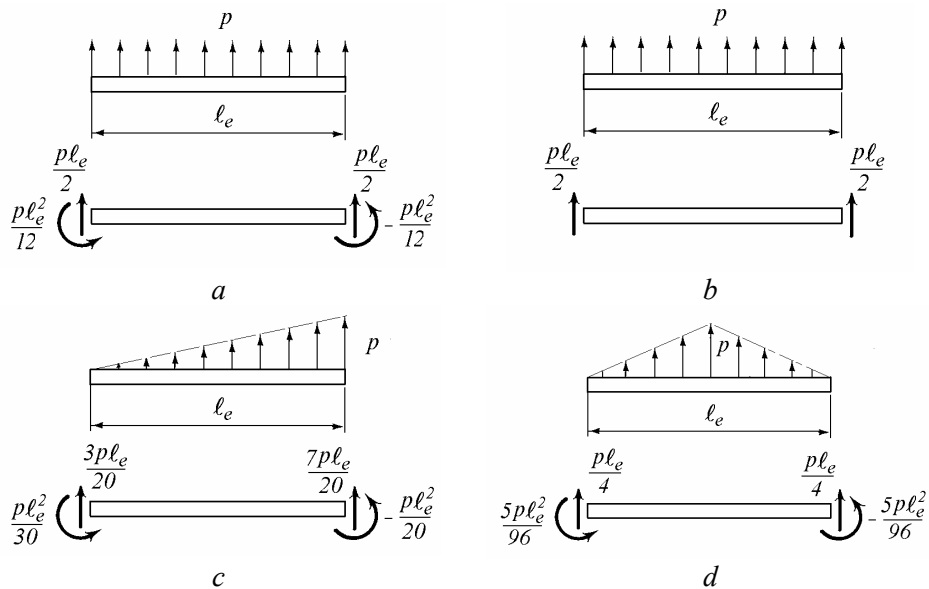 p
p
ℓe
ℓe
pℓe/2
pℓe/2
pℓe/2
pℓe/2
pℓe²/12
-pℓe²/12
a
b
p
p
ℓe
ℓe
3pℓe/20
7pℓe/20
pℓe/4
pℓe/4
pℓe²/30
-pℓe²/20
5pℓe²/96
-5pℓe²/96
c
d